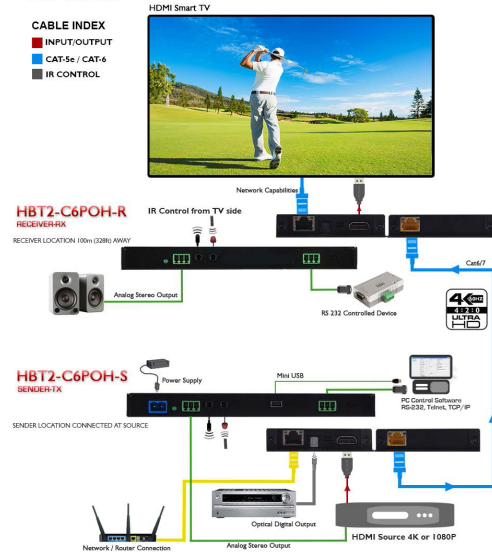 HDMI Smart TV
CABLE INDEX
INPUT/OUTPUT
CAT-5e / CAT-6
IR CONTROL
Network Capabilities
HBT2-C6POH-R
RECEIVER-RX
IR Control from TV side
RECEIVER LOCATION 100m (328ft) AWAY
Cat6/7
Analog Stereo Output
RS 232 Controlled Device
4K 60HZ
4:2:0
ULTRA
HD
HBT2-C6POH-S
SENDER-TX
Power Supply
Mini USB
PC Control Software
RS-232, Telnet, TCP/IP
SENDER LOCATION CONNECTED AT SOURCE
Optical Digital Output
HDMI Source 4K or 1080P
Analog Stereo Output
Network / Router Connection